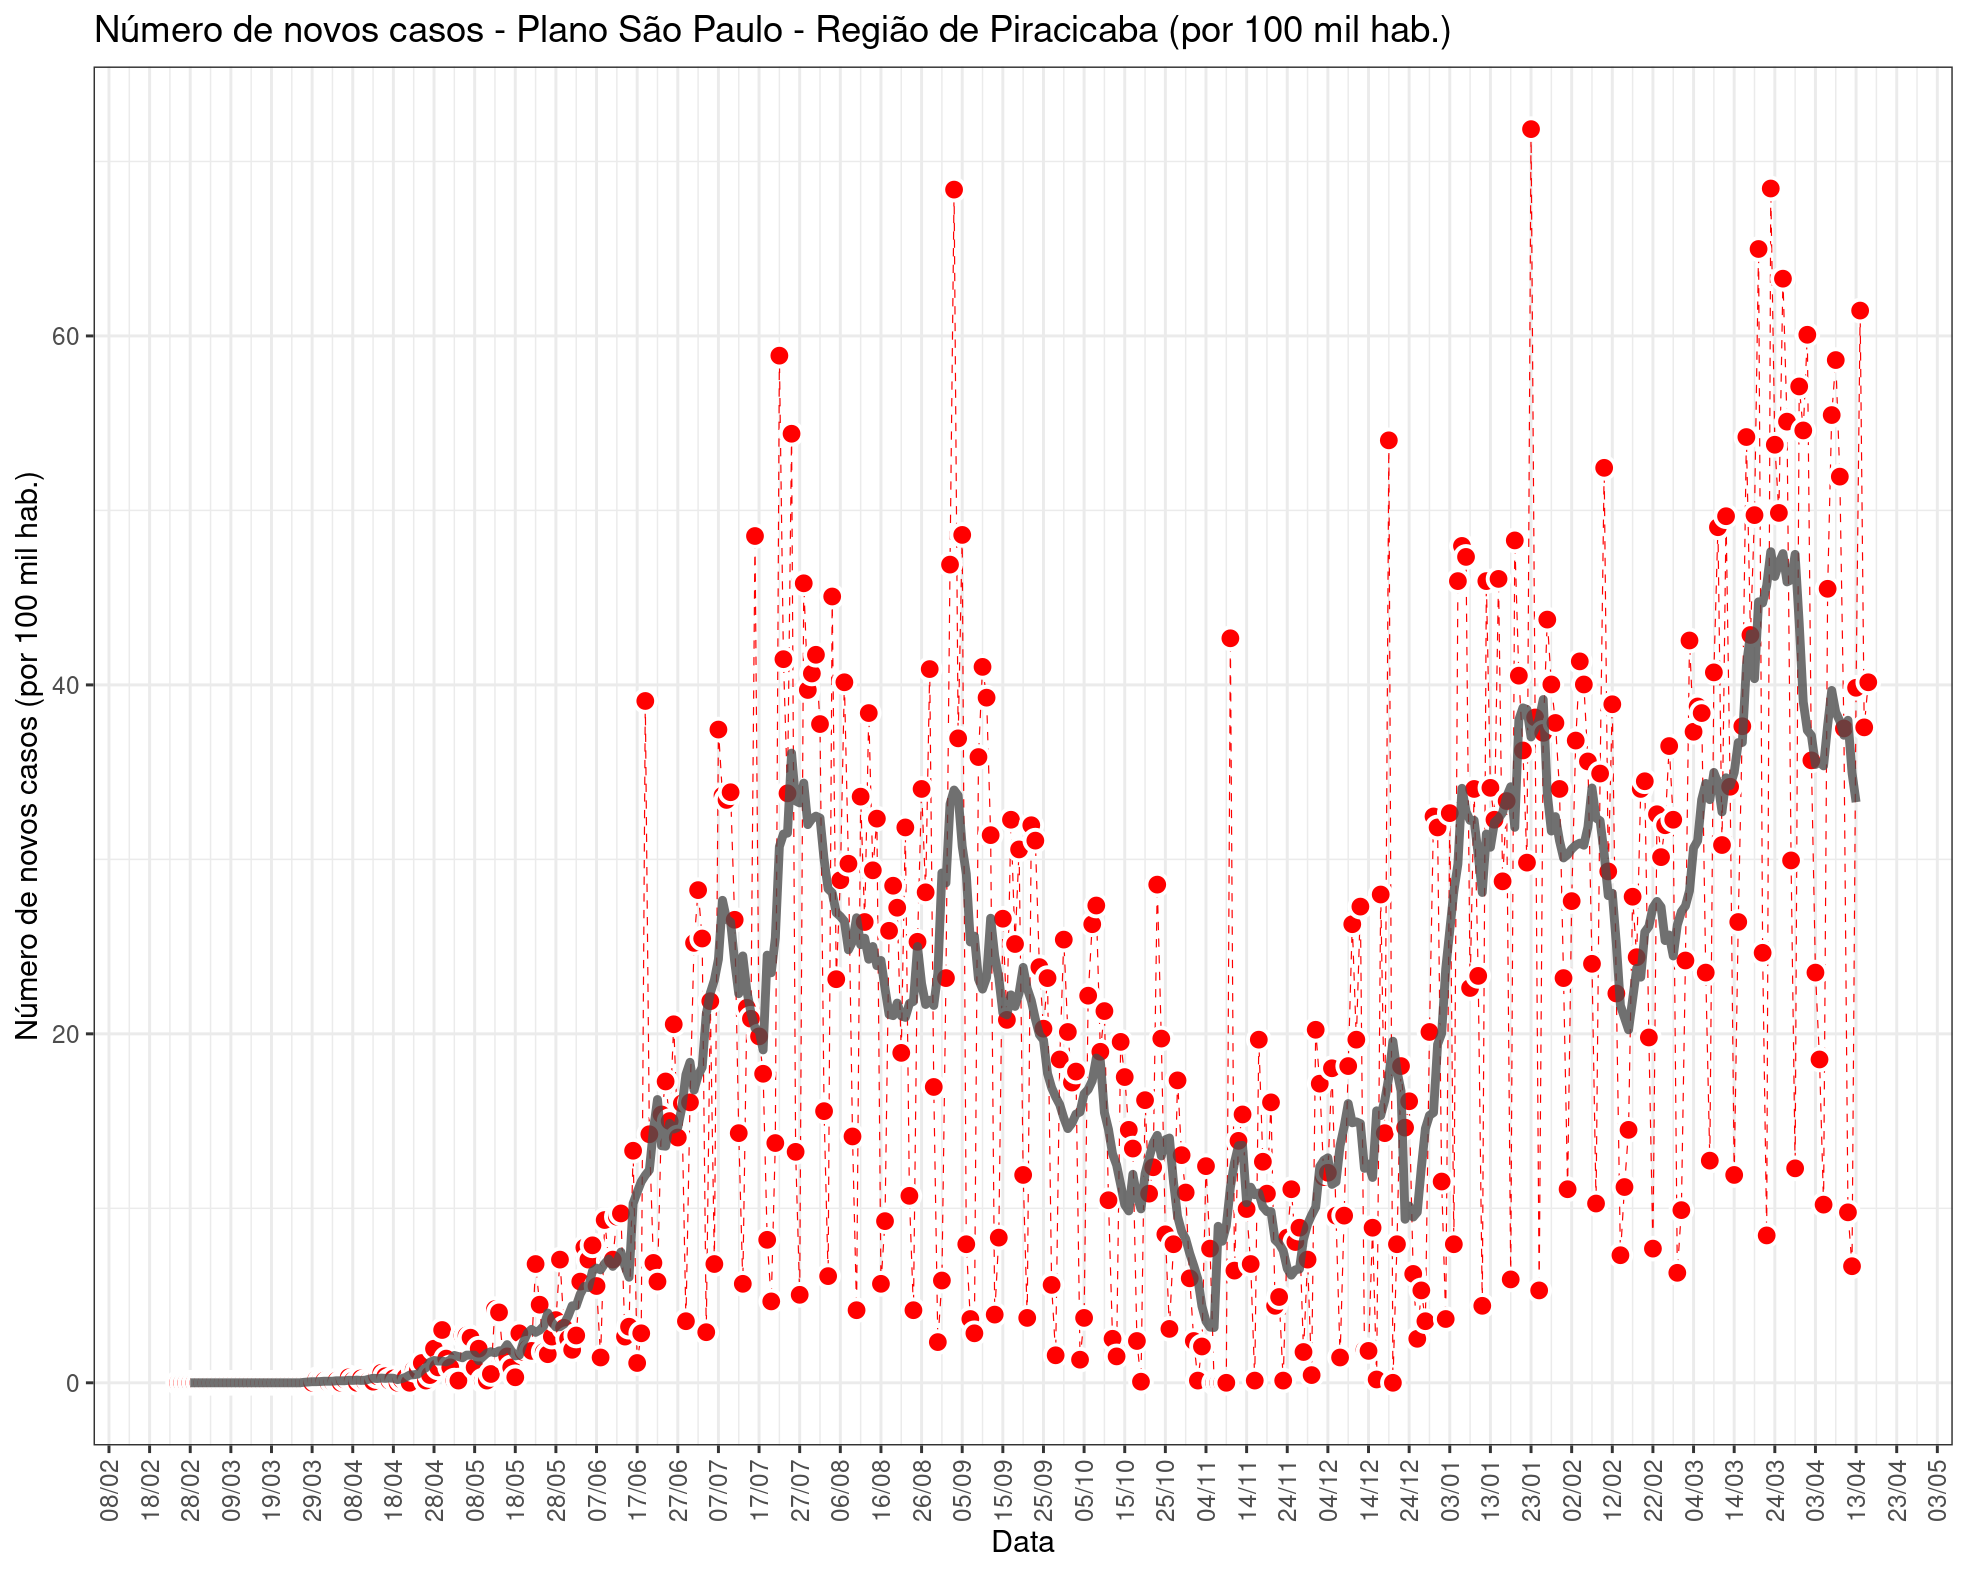 Número de novos casos - Plano São Paulo - Região de Piracicaba (por 100 mil hab.)
Número de novos casos (por 100 mil hab.)
60
40
20
0
08/02 18/02 28/02 09/03 19/03 29/03 08/04 18/04 28/04 08/05 18/05 28/05 07/06 17/06 27/06 07/07 17/07 27/07 06/08 16/08 26/08 05/09 15/09 25/09 05/10 15/10 25/10 04/11 14/11 24/11 04/12 14/12 24/12 03/01 13/01 23/01 02/02 12/02 22/02 04/03 14/03 24/03 03/04 13/04 23/04 03/05
Data